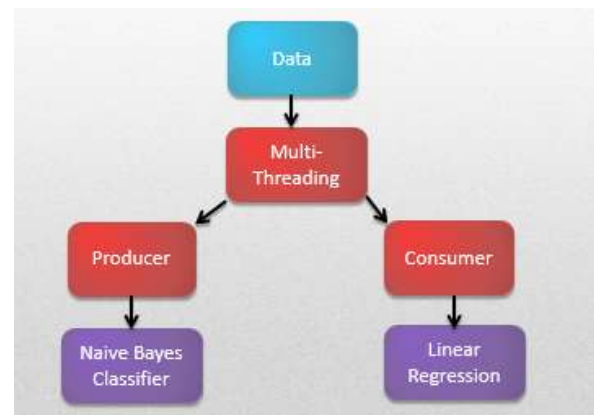 Data
Multi-
Threading
Producer
Consumer
Naive Bayes
Classifier
Linear
Regression